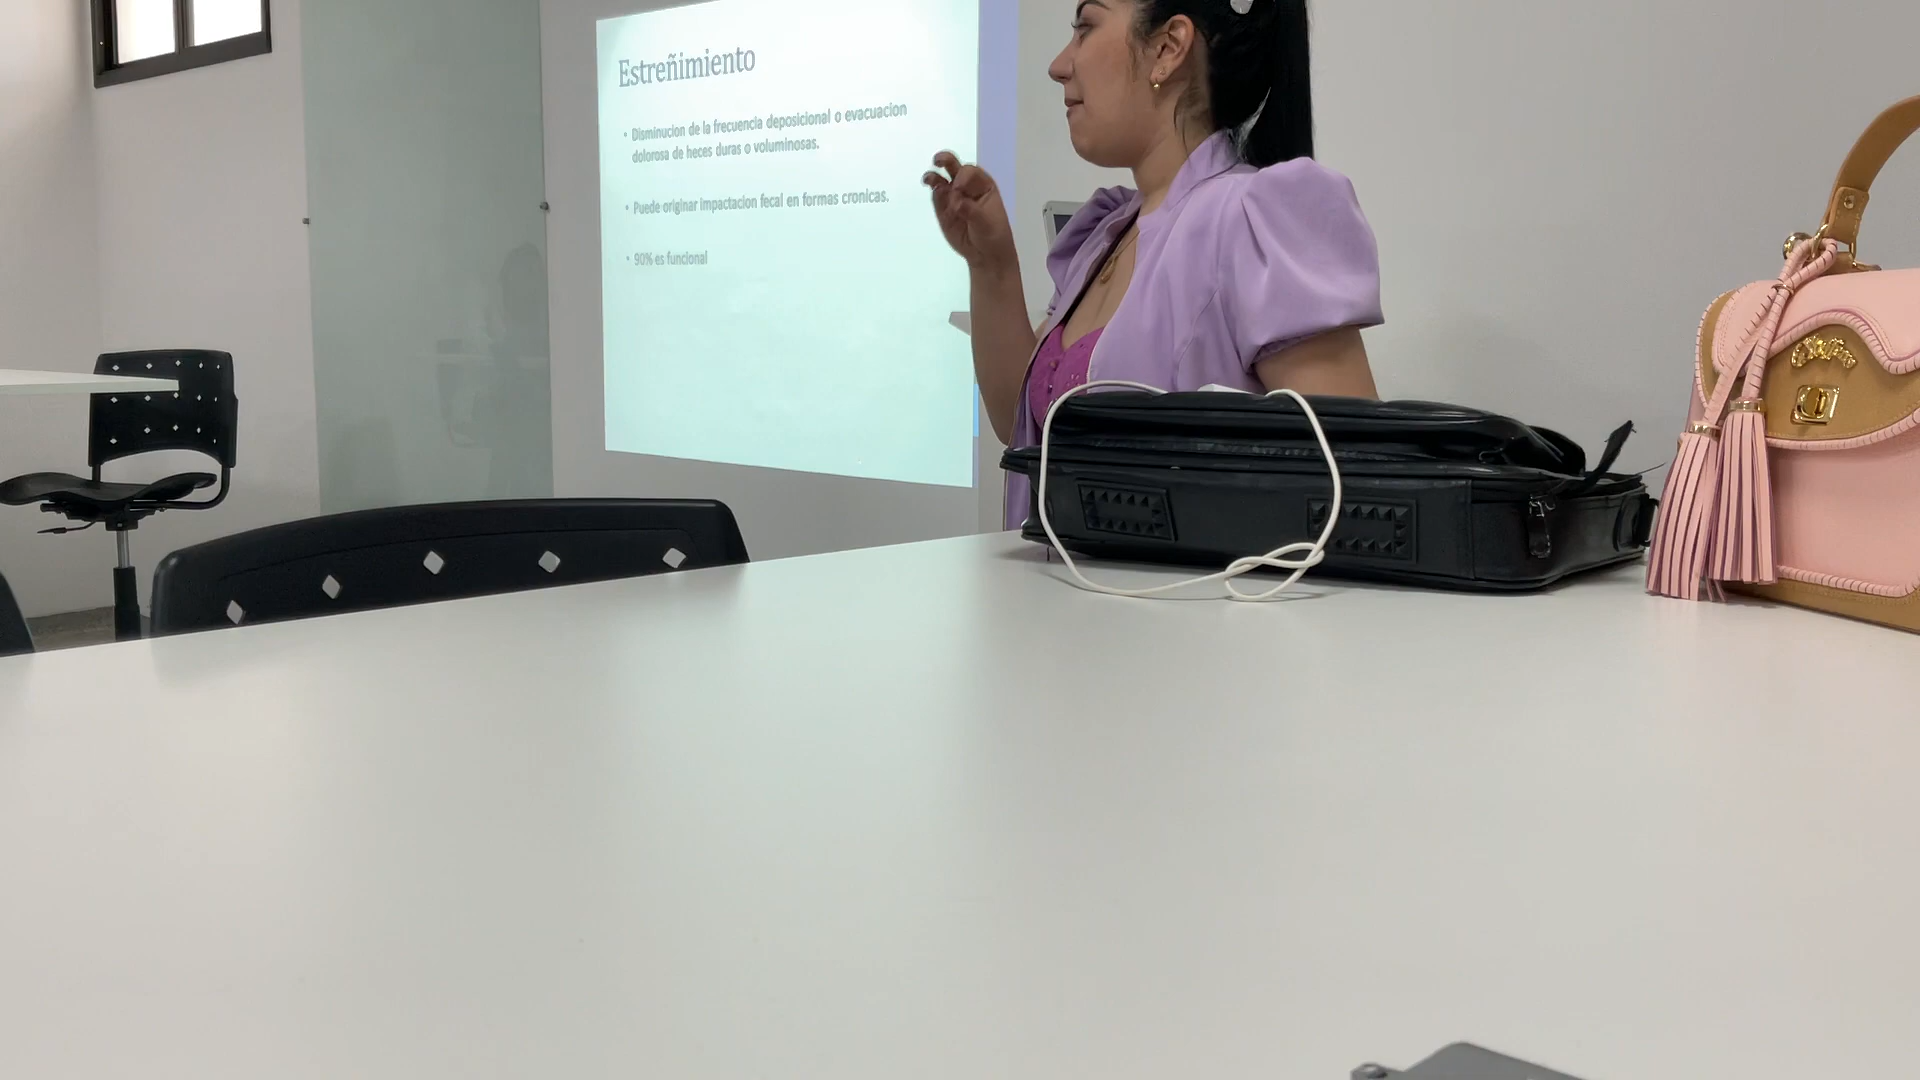 Estreñimiento
• Disminucion de la frecuencia deposicional o evacuacion
dolorosa de heces duras o voluminosas.
• Puede originar impactacion fecal en formas cronicas.
• 90% es funcional